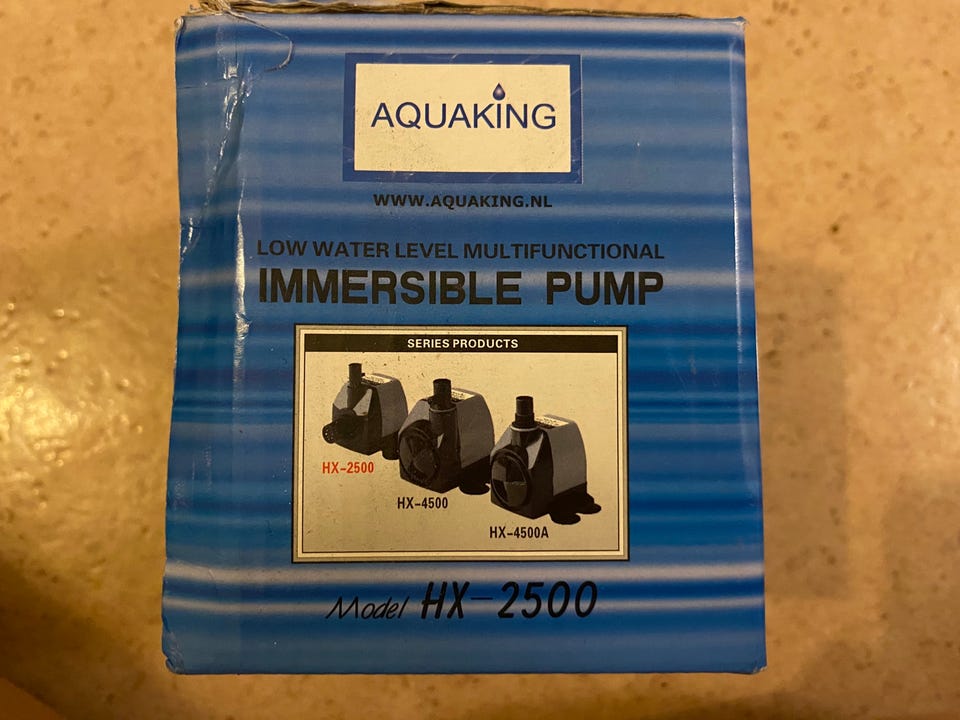 AQUAKING
WWW.AQUAKING.NL
LOW WATER LEVEL MULTIFUNCTIONAL
IMMERSIBLE PUMP
SERIES PRODUCTS
HX-2500
HX-4500
HX-4500A
Model HX-2500